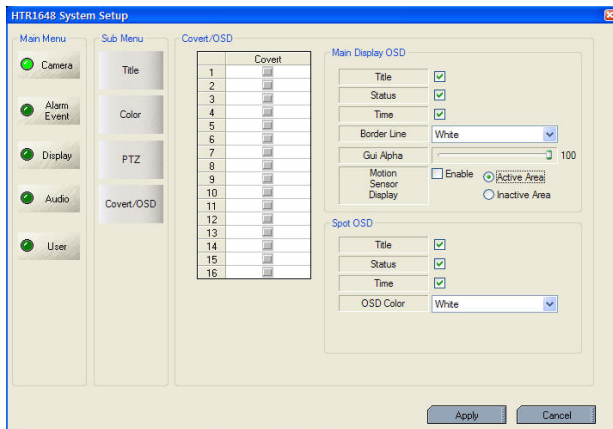 HTR1648 System Setup
Main Menu
Camera
Alarm
Event
Display
Audio
User
Sub Menu
Title
Color
PTZ
Covert/OSD
Covert/OSD
Covert
1
2
3
4
5
6
7
8
9
10
11
12
13
14
15
16
Main Display OSD
Title
Status
Time
Border Line White
Gui Alpha 100
Motion
Sensor
Display
Enable
Active Area
Inactive Area
Spot OSD
Title
Status
Time
OSD Color White
Apply
Cancel